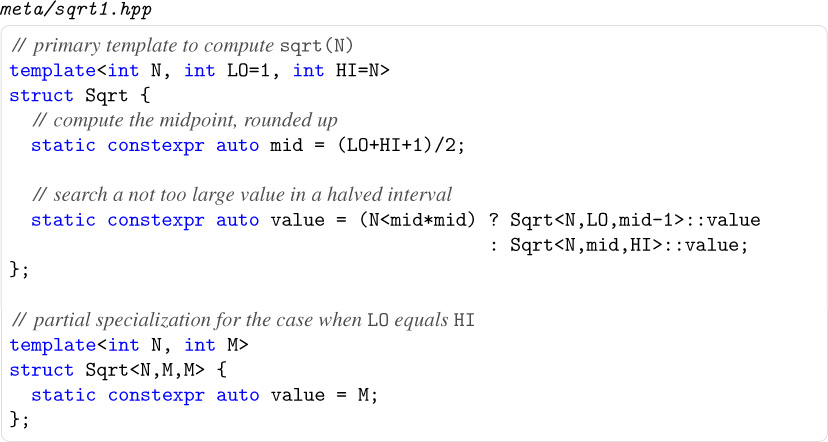 meta/sqrt1.hpp
// primary template to compute sqrt(N)
template<int N, int LO=1, int HI=N>
struct Sqrt {
  // compute the midpoint, rounded up
  static constexpr auto mid = (LO+HI+1)/2;

  // search a not too large value in a halved interval
  static constexpr auto value = (N<mid*mid) ? Sqrt<N,LO,mid-1>::value
                                            : Sqrt<N,mid,HI>::value;
};

// partial specialization for the case when LO equals HI
template<int N, int M>
struct Sqrt<N,M,M> {
  static constexpr auto value = M;
};